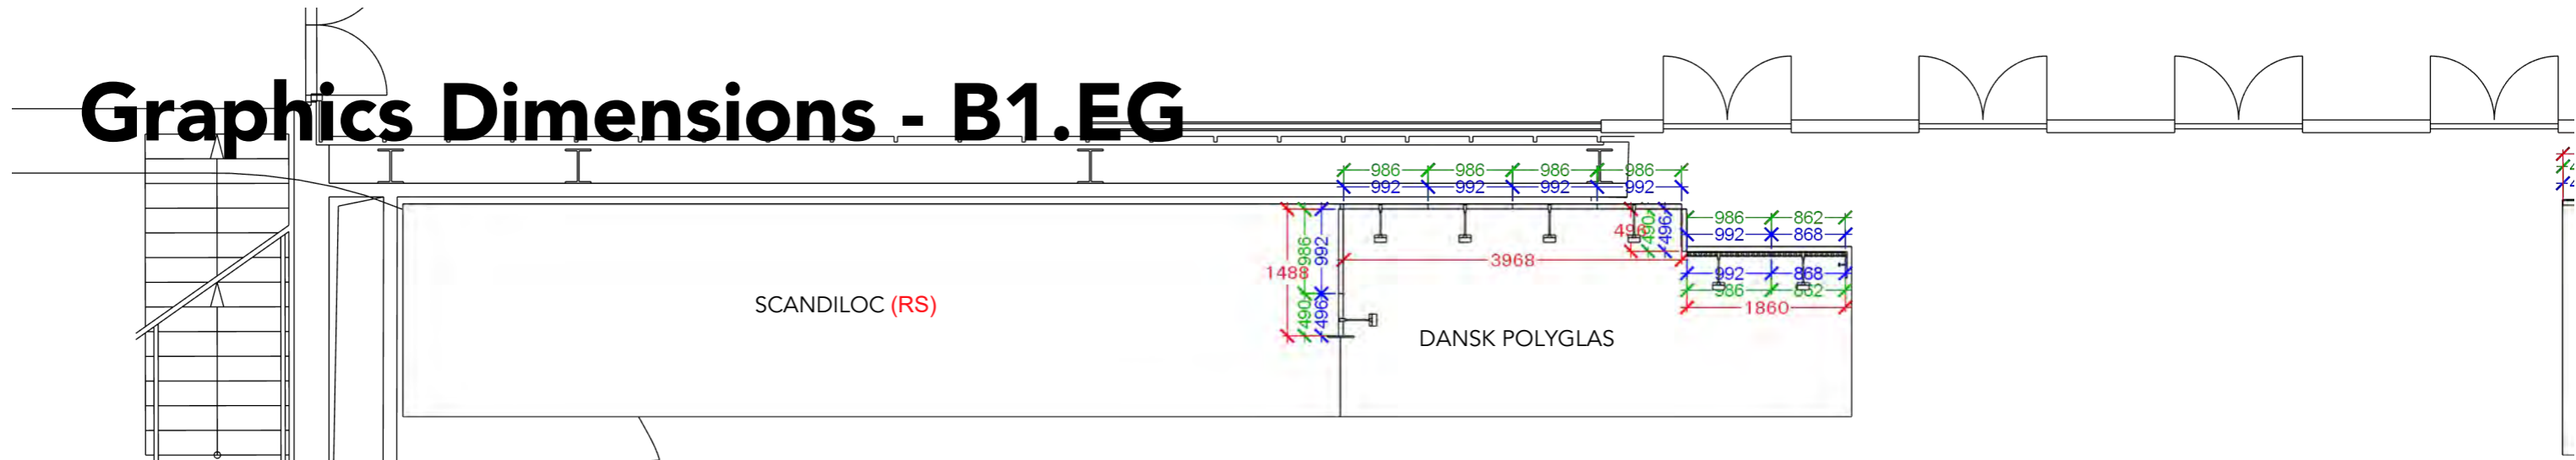 Graphics Dimensions - B1.EG
986 986 986 986
992 992 992 992
986 862
992 868
496 490 496
1488 986 992
3968
992 868
986 862
1860
490 496
SCANDILOC (RS)
DANSK POLYGLAS